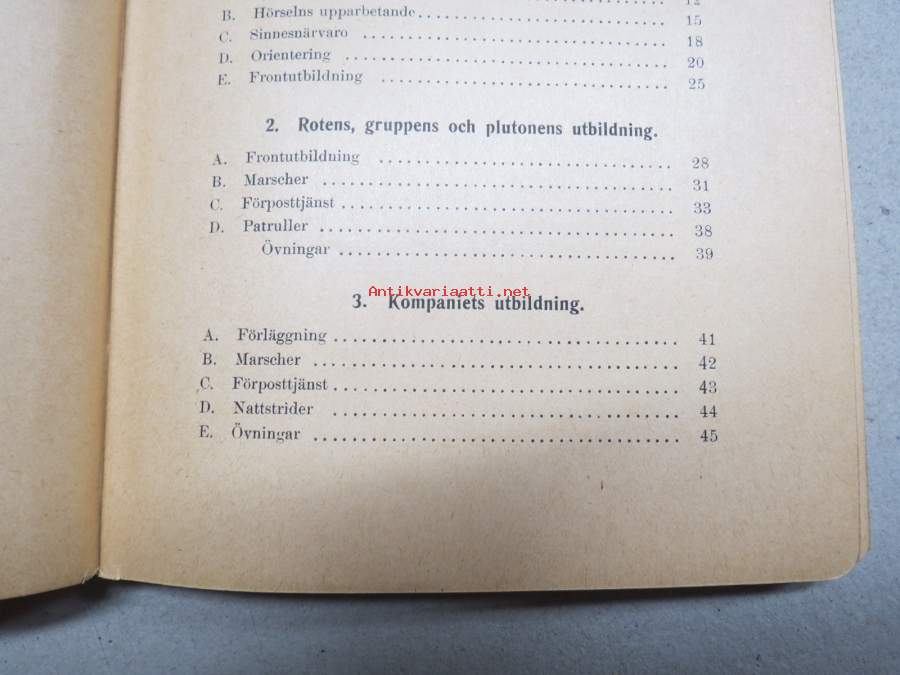 12
B. Hörselns upparbetande 15
C. Sinnesnärvaro 18
D. Orientering 20
E. Frontutbildning 25
2. Rotens, gruppens och plutonens utbildning.
A. Frontutbildning 28
B. Marscher 31
C. Förposttjänst 33
D. Patruller 38
Övningar 39
Antikvariaatti.net
3. Kompaniets utbildning.
A. Förläggning 41
B. Marscher 42
C. Förposttjänst 43
D. Nattstrider 44
E. Övningar 45